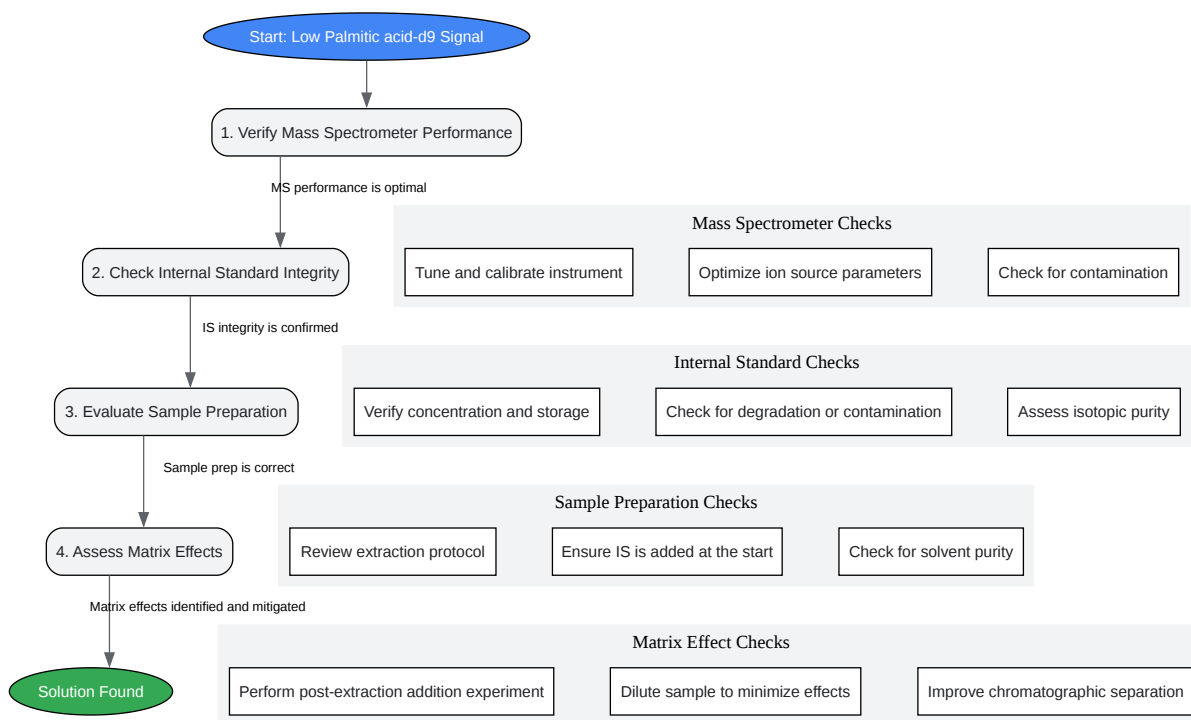 Start: Low Palmitic acid-d9 Signal
1. Verify Mass Spectrometer Performance
MS performance is optimal
Mass Spectrometer Checks
2. Check Internal Standard Integrity
Tune and calibrate instrument
Optimize ion source parameters
Check for contamination
IS integrity is confirmed
Internal Standard Checks
3. Evaluate Sample Preparation
Verify concentration and storage
Check for degradation or contamination
Assess isotopic purity
Sample prep is correct
Sample Preparation Checks
4. Assess Matrix Effects
Review extraction protocol
Ensure IS is added at the start
Check for solvent purity
Matrix effects identified and mitigated
Matrix Effect Checks
Solution Found
Perform post-extraction addition experiment
Dilute sample to minimize effects
Improve chromatographic separation